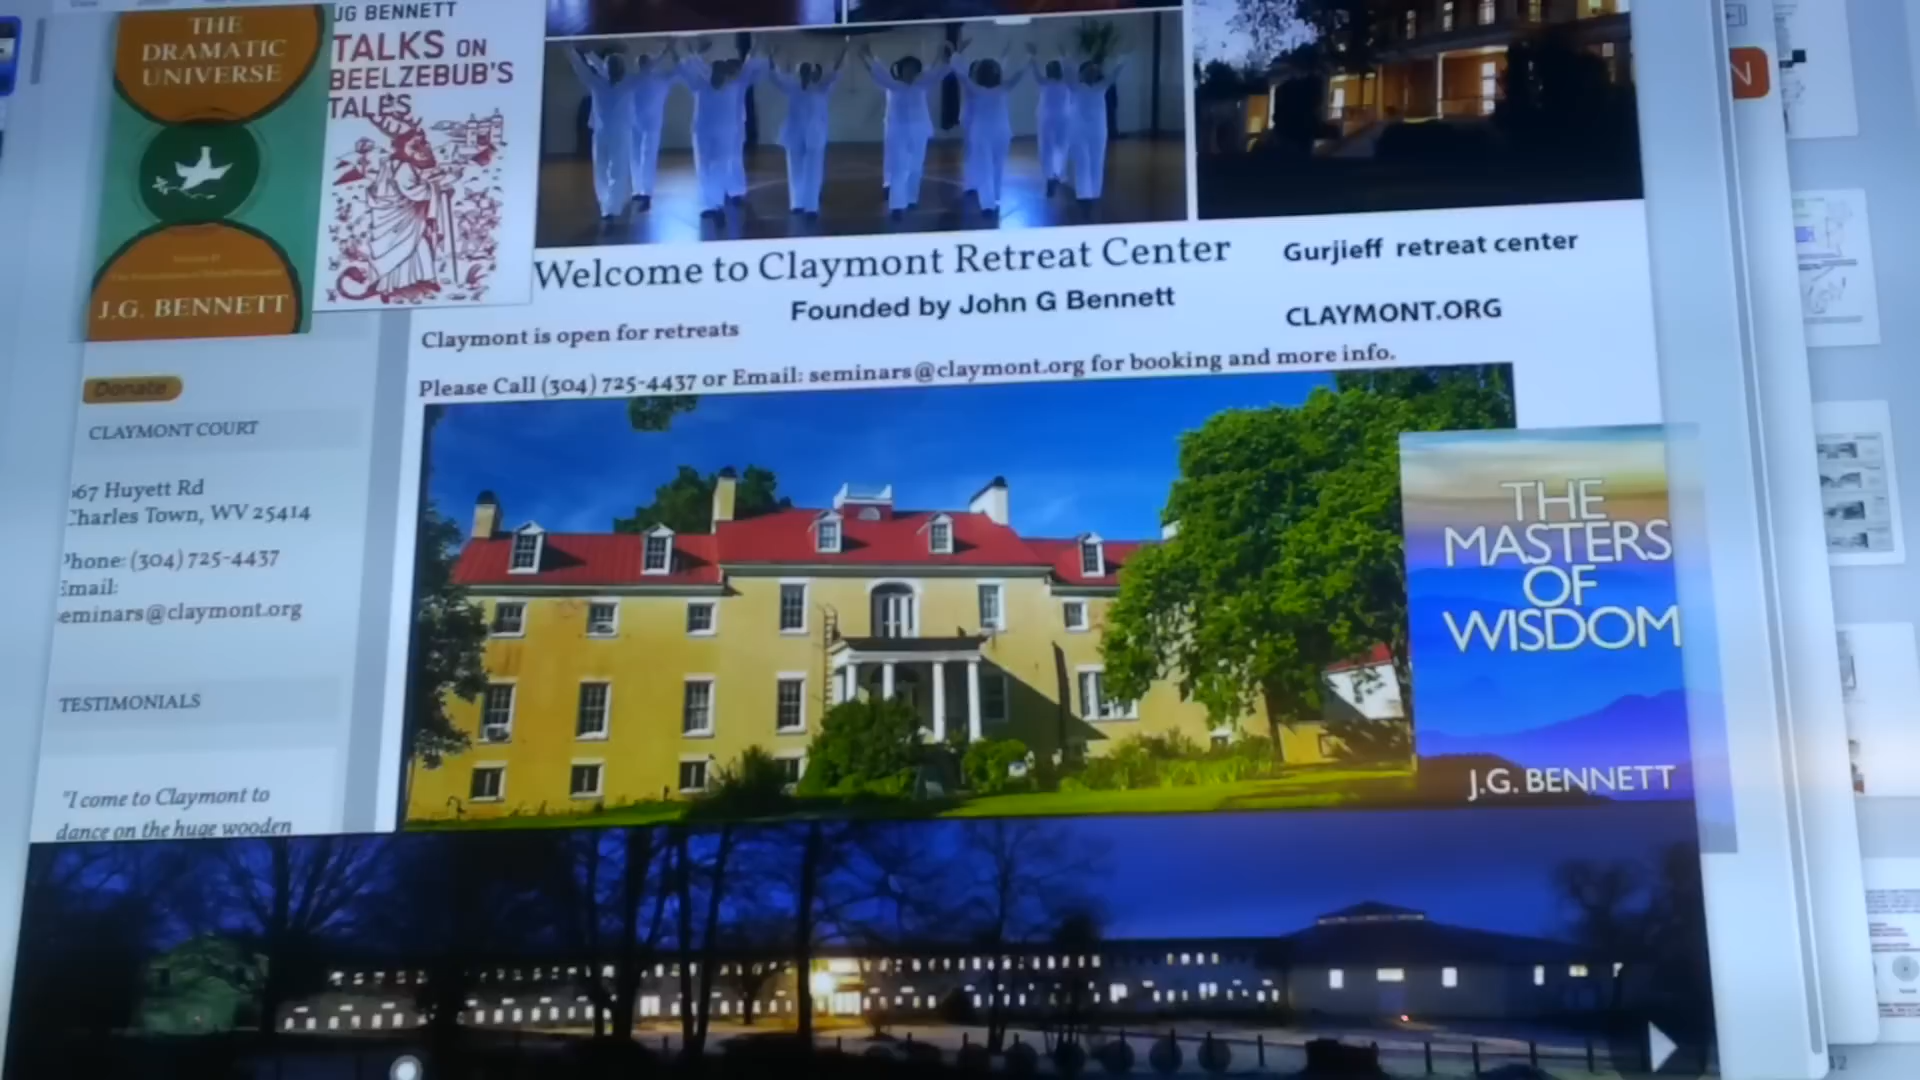 THE
DRAMATIC
UNIVERSE
J.G. BENNETT
JG BENNETT
TALKS ON
BEELZEBUB'S
TALES
Welcome to Claymont Retreat Center
Gurjieff retreat center
Founded by John G Bennett
CLAYMONT.ORG
Claymont is open for retreats
Please Call (304) 725-4437 or Email: seminars@claymont.org for booking and more info.
Donate
CLAYMONT COURT
667 Huyett Rd
Charles Town, WV 25414
Phone: (304) 725-4437
Email:
seminars@claymont.org
TESTIMONIALS
"I come to Claymont to
dance on the huge wooden
THE
MASTERS
OF
WISDOM
J.G. BENNETT
N